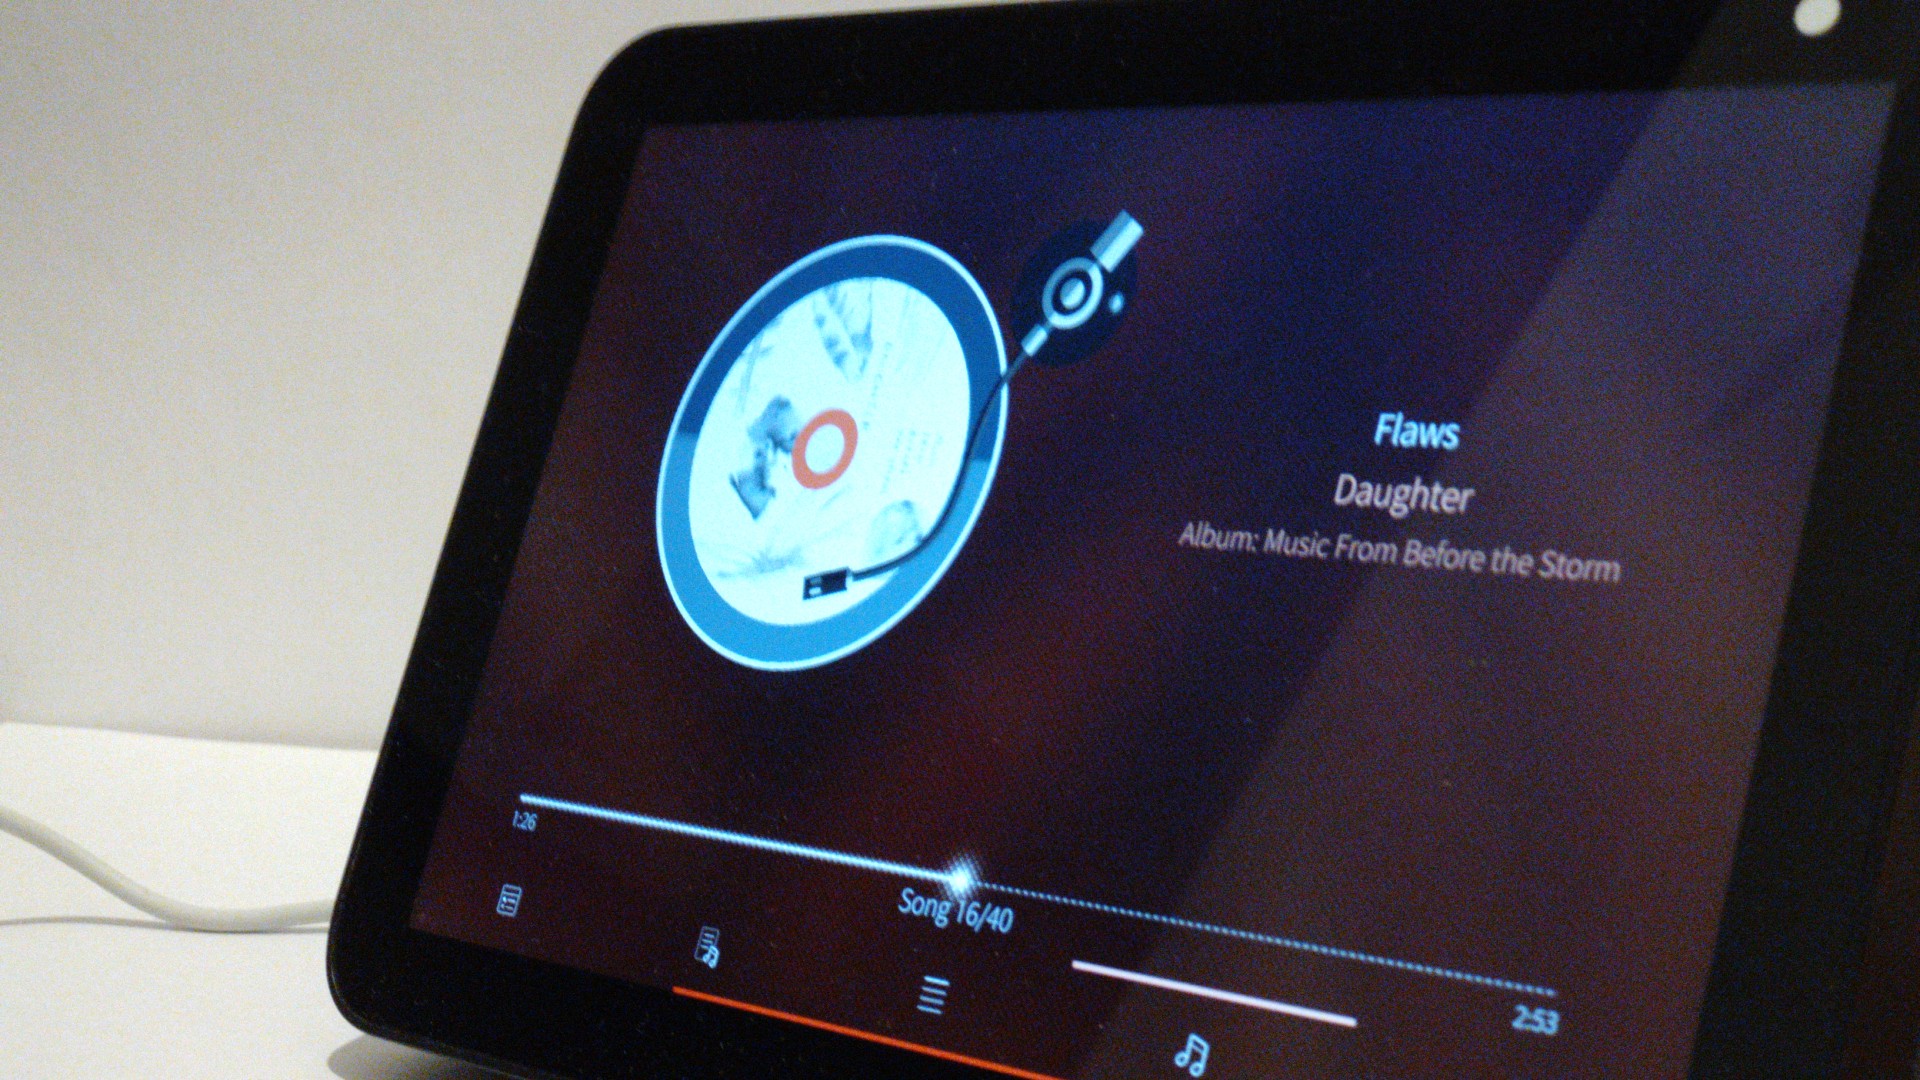 Flaws
Daughter
Album: Music From Before the Storm
1:26
Song 16/40
2:53